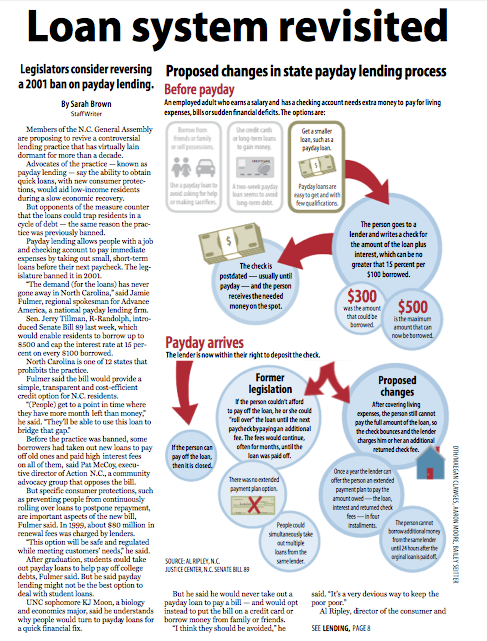 Loan system revisited
Legislators consider reversing
a 2001 ban on payday lending.
By Sarah Brown
Staff Writer
Members of the N.C. General Assembly
are proposing to revive a controversial
lending practice that has virtually lain
dormant for more than a decade.
Advocates of the practice — known as
payday lending — say the ability to obtain
quick loans, with new consumer protec-
tions, would aid low-income residents
during a slow economic recovery.
But opponents of the measure counter
that the loans could trap residents in a
cycle of debt — the same reason the prac-
tice was previously banned.
Payday lending allows people with a job
and checking account to pay immediate
expenses by taking out small, short-term
loans before their next paycheck. The leg-
islature banned it in 2001.
"The demand (for the loans) has never
gone away in North Carolina," said Jamie
Fulmer, regional spokesman for Advance
America, a national payday lending firm.
Sen. Jerry Tillman, R-Randolph, intro-
duced Senate Bill 89 last week, which
would enable residents to borrow up to
$500 and cap the interest rate at 15 per-
cent on every $100 borrowed.
North Carolina is one of 12 states that
prohibits the practice.
Fulmer said the bill would provide a
simple, transparent and cost-efficient
credit option for N.C. residents.
"(People) get to a point in time where
they have more month left than money,"
he said. "They'll be able to use this loan to
bridge that gap."
Before the practice was banned, some
borrowers had taken out new loans to pay
off old ones and paid high interest fees
on all of them, said Pat McCoy, execu-
tive director of Action N.C., a community
advocacy group that opposes the bill.
But specific consumer protections, such
as preventing people from continuously
rolling over loans to postpone repayment,
are important aspects of the new bill,
Fulmer said. In 1999, about $80 million in
renewal fees was charged by lenders.
"This option will be safe and regulated
while meeting customers' needs," he said.
After graduation, students could take
out payday loans to help pay off college
debts, Fulmer said. But he said payday
lending might not be the best option to
deal with student loans.
UNC sophomore KJ Moon, a biology
and economics major, said he understands
why people would turn to payday loans for
a quick financial fix.
Proposed changes in state payday lending process
Before payday
An employed adult who earns a salary and has a checking account needs extra money to pay for living
expenses, bills or sudden financial deficits. The options are:
Borrow from
friends or family
or sell possessions.
Use a payday loan to
avoid asking for help
or making sacrifices.
Use credit cards
or long-term loans
to gain money.
A two-week payday
loan seems to avoid
long-term debt.
Get a smaller
loan, such as a
payday loan.
$
Payday loans are
easy to get and with
few qualifications.
The person goes to
a lender and writes a check for
the amount of the loan plus
interest, which can be no
greater that 15 percent per
$100 borrowed.
$
The check is
postdated — usually until
payday — and the person
receives the needed
money on the spot.
$300
was the amount
that could be
borrowed.
$500
is the maximum
amount that can
now be borrowed.
Payday arrives
The lender is now within their right to deposit the check.
If the person can
pay off the loan,
then it is closed.
Former
legislation
If the person couldn't afford
to pay off the loan, he or she could
"roll over" the loan until the next
paycheck by paying an additional
fee. The fees would continue,
often for months, until the
loan was paid off.
There was no extended
payment plan option.
People could
simultaneously take
out multiple
loans from the
same lender.
Proposed
changes
After covering living
expenses, the person still cannot
pay the full amount of the loan, so
the check bounces and the lender
charges him or her an additional
returned check fee.
Once a year the lender can
offer the person an extended
payment plan to pay the
amount owed — the loan,
interest and returned check
fees — in four
installments.
The person cannot
borrow additional money
from the same lender
until 24 hours after the
original loan is paid off.
SOURCE: AL RIPLEY, N.C.
JUSTICE CENTER, N.C. SENATE BILL 89
But he said he would never take out a
payday loan to pay a bill — and would opt
instead to put the bill on a credit card or
borrow money from family or friends.
"I think they should be avoided," he
said. "It's a very devious way to keep the
poor poor."
Al Ripley, director of the consumer and
SEE LENDING, PAGE 8